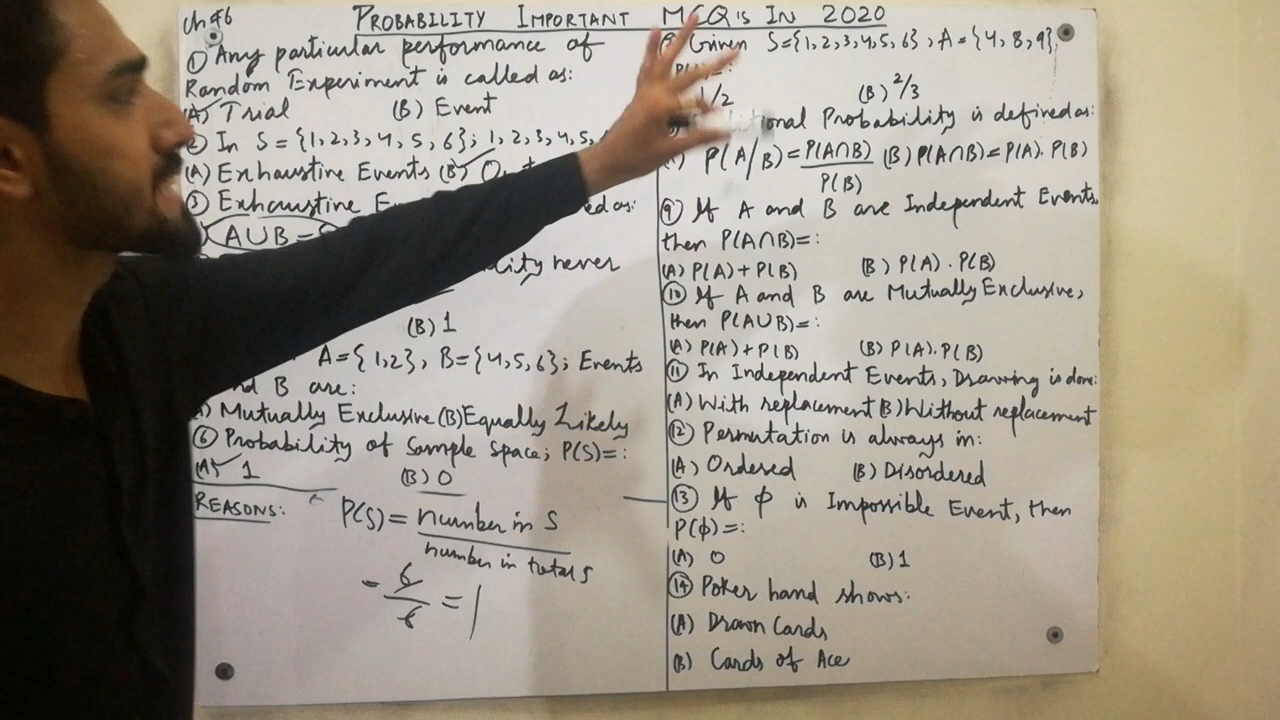 Ch #6
PROBABILITY IMPORTANT MCQ'S IN 2020
① Any particular performance of
Random Experiment is called as:
(A) Trial (B) Event
② In S = {1,2,3,4,5,6}; 1,2,3,4,5,
(A) Exhaustive Events (B)
③ Exhaustive ed as:
A∪B =
never
(B) 1
A={1,2}, B={4,5,6}; Events
and B are:
(A) Mutually Exclusive (B) Equally Likely
⑥ Probability of Sample Space; P(S)=:
(A) 1 (B) 0
REASONS:
P(S) = number in S
number in total S
= 6
6 = 1
Given S={1,2,3,4,5,6}, A={4,8,9}
1/2 (B) 2/3
Probability is defined as:
P(A/B) = P(A∩B) (B) P(A∩B)=P(A).P(B)
P(B)
⑨ If A and B are Independent Events,
then P(A∩B)=:
(A) P(A)+P(B) (B) P(A).P(B)
⑩ If A and B are Mutually Exclusive,
then P(A∪B)=:
(A) P(A)+P(B) (B) P(A).P(B)
⑪ In Independent Events, Drawing is done:
(A) With replacement (B) Without replacement
⑫ Permutation is always in:
(A) Ordered (B) Disordered
⑬ If φ is Impossible Event, then
P(φ)=:
(A) 0 (B) 1
⑭ Poker hand shows:
(A) Drawn Cards
(B) Cards of Ace